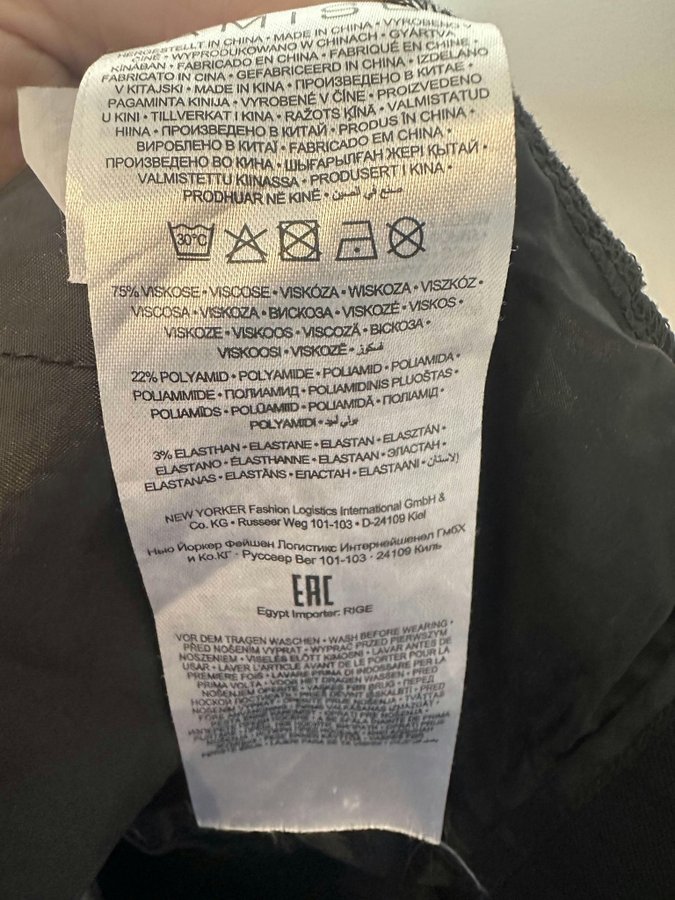 AMISU
HERGESTELLT IN CHINA • MADE IN CHINA • VYROBENO V
ČÍNĚ • WYPRODUKOWANO W CHINACH • GYÁRTVA
KÍNÁBAN • FABRICADO EN CHINA • FABRIQUÉ EN CHINE •
FABRICATO IN CINA • GEFABRICEERD IN CHINA • IZDELANO
V KITAJSKI • MADE IN KINA • ПРОИЗВЕДЕНО В КИТАЕ •
PAGAMINTA KINIJA • VYROBENÉ V ČÍNE • PROIZVEDENO
U KINI • TILLVERKAT I KINA • RAŽOTS ĶĪNĀ • VALMISTATUD
HIINA • ПРОИЗВЕДЕНО В КИТАЙ • PRODUS ÎN CHINA •
ВИРОБЛЕНО В КИТАЇ • FABRICADO EM CHINA •
ПРОИЗВЕДЕНО ВО КИНА • ШЫҒАРЫЛҒАН ЖЕРІ ҚЫТАЙ •
VALMISTETTU KIINASSA • PRODUSERT I KINA •
PRODHUAR NË KINË • صنع في الصين •
30°C
75% VISKOSE • VISCOSE • VISKÓZA • WISKOZA • VISZKÓZ •
VISCOSA • VISKOZA • ВИСКОЗА • VISKOZĖ • VISKOS •
VISKOZE • VISKOOS • VISCOZĂ • ВІСКОЗА •
VISKOOSI • VISKOZË • فسكوز •
22% POLYAMID • POLYAMIDE • POLIAMID • POLIAMIDA •
POLIAMMIDE • ПОЛИАМИД • POLIAMIDINIS PLUOŠTAS •
POLIAMĪDS • POLÜAMIID • POLIAMIDĂ • ПОЛІАМІД •
POLYAMIDI • بولي أميد •
3% ELASTHAN • ELASTANE • ELASTAN • ELASZTÁN •
ELASTANO • ÉLASTHANNE • ELASTAAN • ЭЛАСТАН •
ELASTANAS • ELASTĀNS • ЕЛАСТАН • ELASTAANI • الاستان
NEW YORKER Fashion Logistics International GmbH &
Co. KG • Russeer Weg 101-103 • D-24109 Kiel
Нью Йоркер Фейшен Логистикс Интернейшенел ГмбХ
и Ко.КГ · Руссеер Вег 101-103 · 24109 Киль
EAC
Egypt Importer: RIGE
VOR DEM TRAGEN WASCHEN • WASH BEFORE WEARING •
PŘED NOŠENÍM VYPRAT • WYPRAĆ PRZED PIERWSZYM
NOSZENIEM • VISELÉS ELŐTT KIMOSNI • LAVAR ANTES DE
USAR • LAVER L'ARTICLE AVANT DE LE PORTER POUR LA
PREMIÈRE FOIS • LAVARE PRIMA DI INDOSSARE PER LA
PRIMA VOLTA • VOOR HET DRAGEN WASSEN • PRED
NOŠENJEM OPERITE • VASKES FØR BRUG • ПЕРЕД